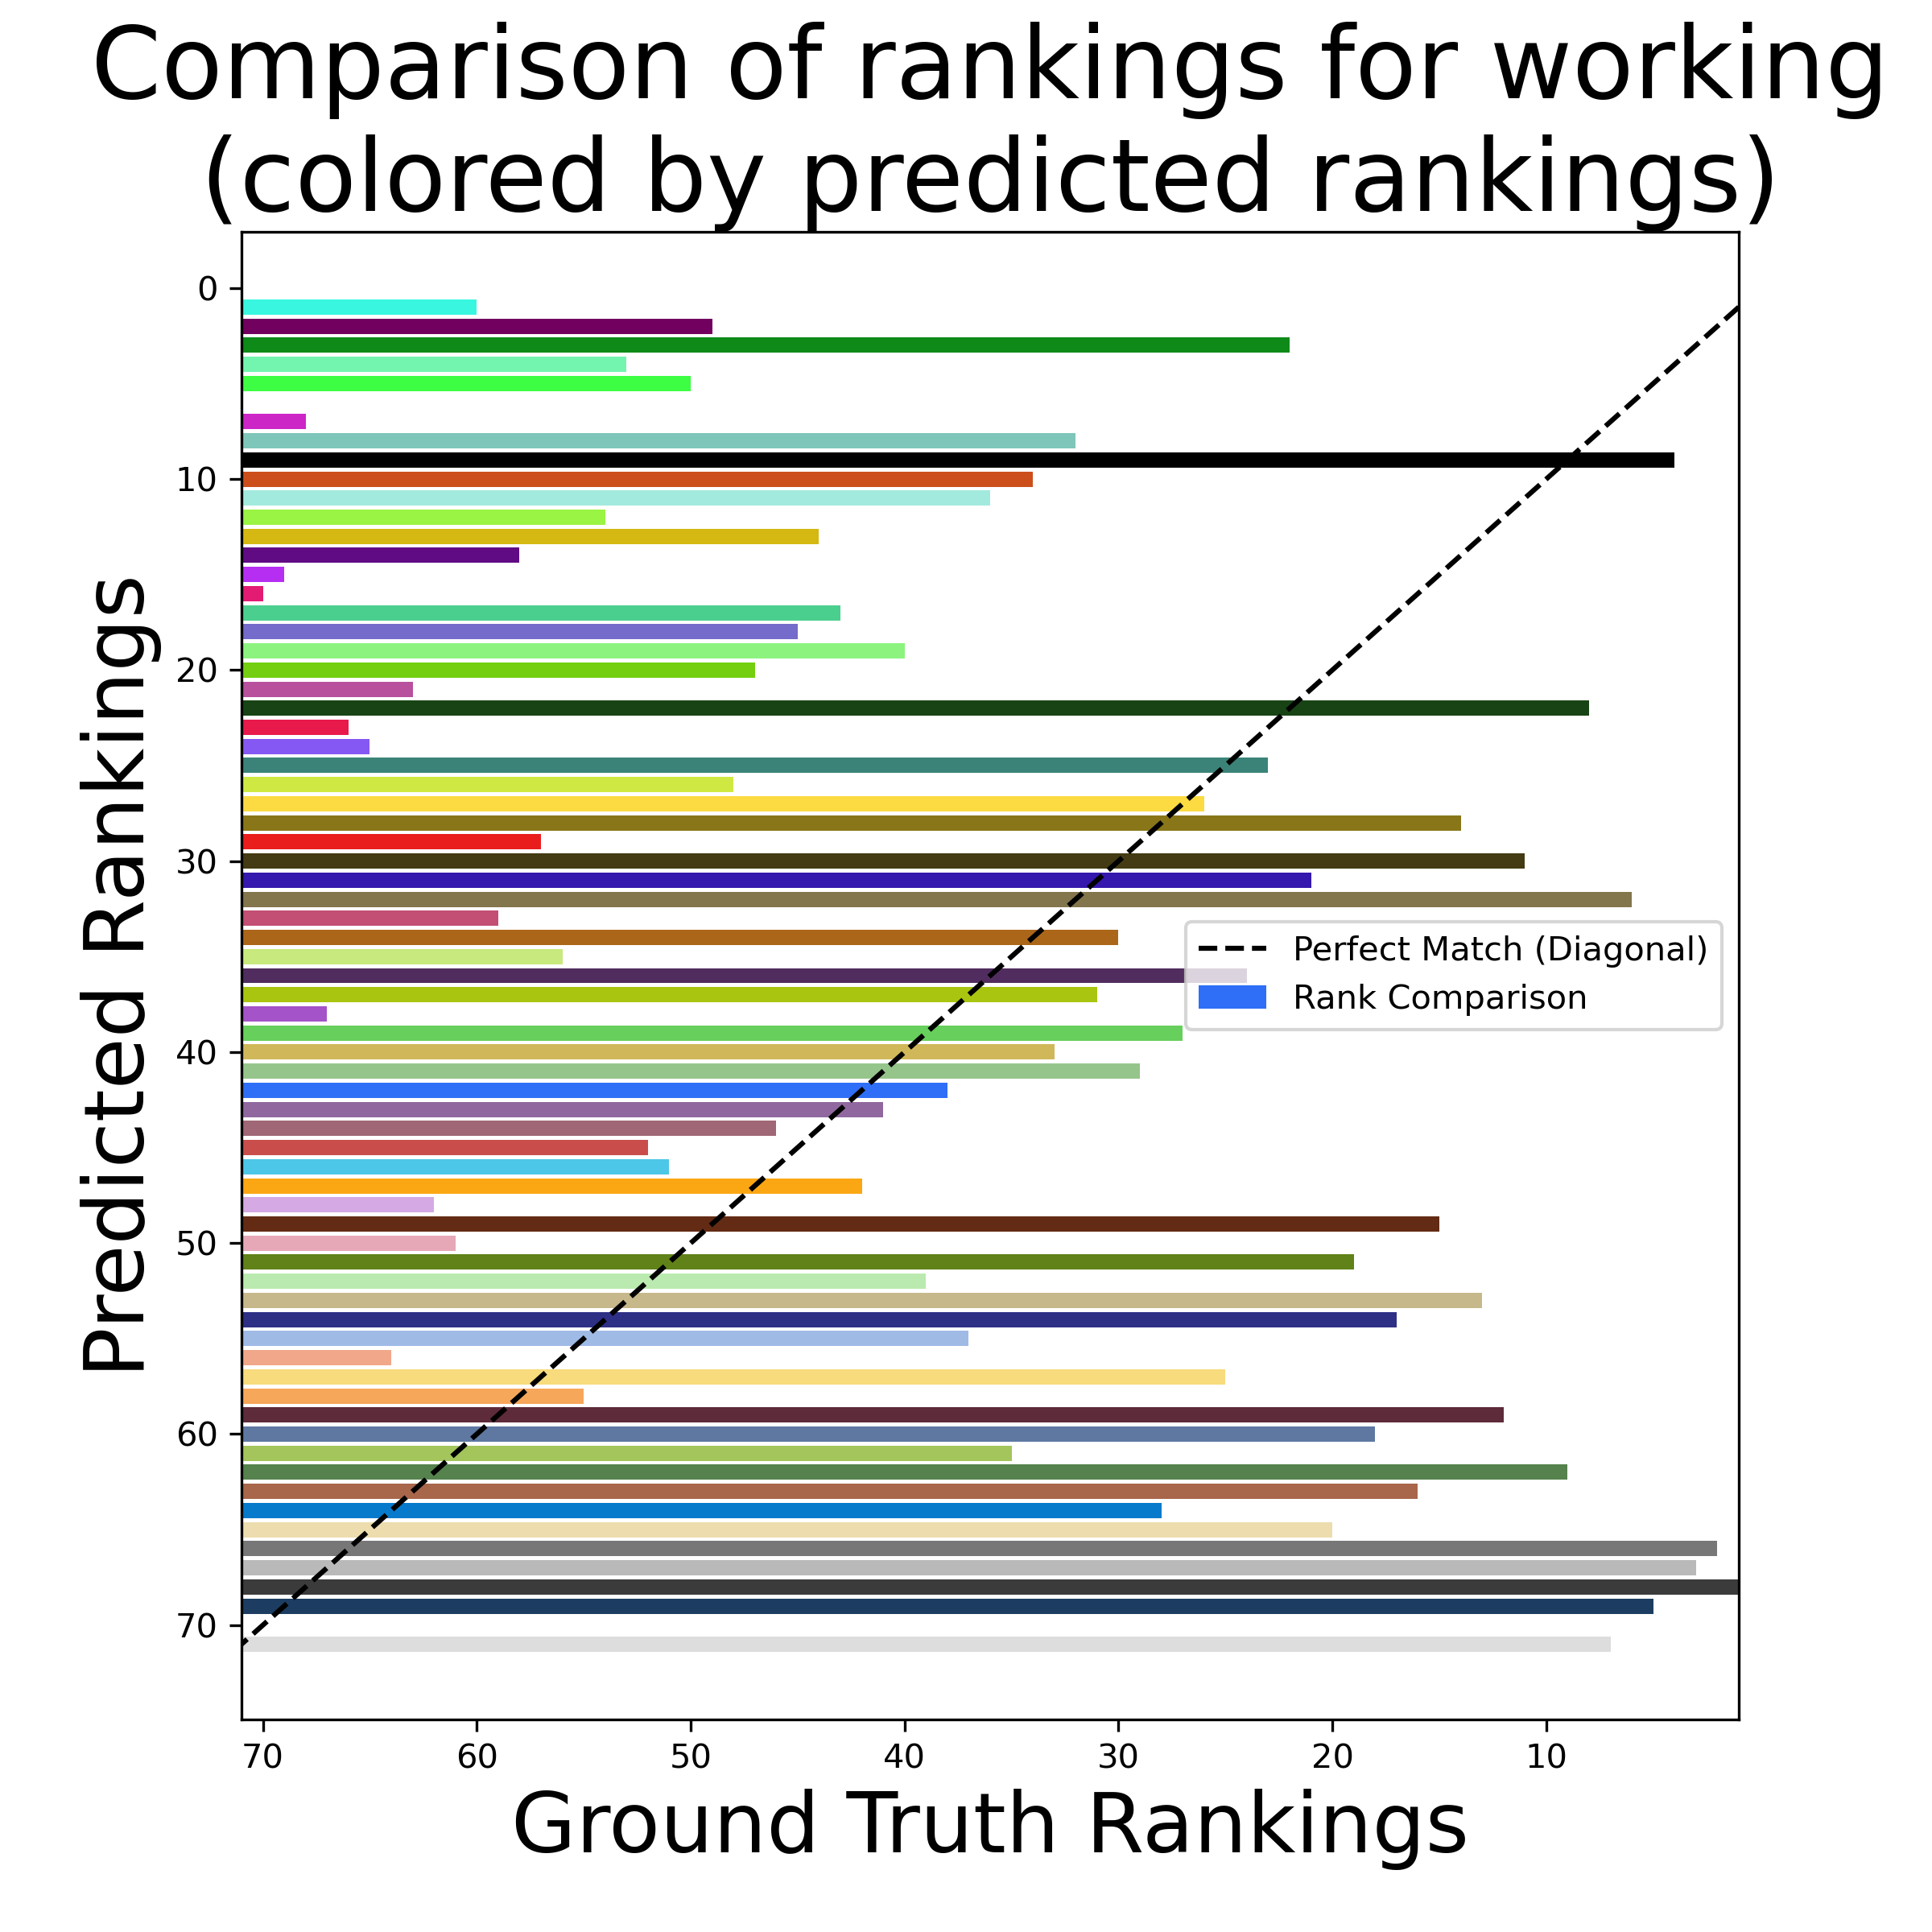 Comparison of rankings for working
(colored by predicted rankings)
Predicted Rankings
0
10
20
30
40
50
60
70
Perfect Match (Diagonal)
Rank Comparison
70 60 50 40 30 20 10
Ground Truth Rankings